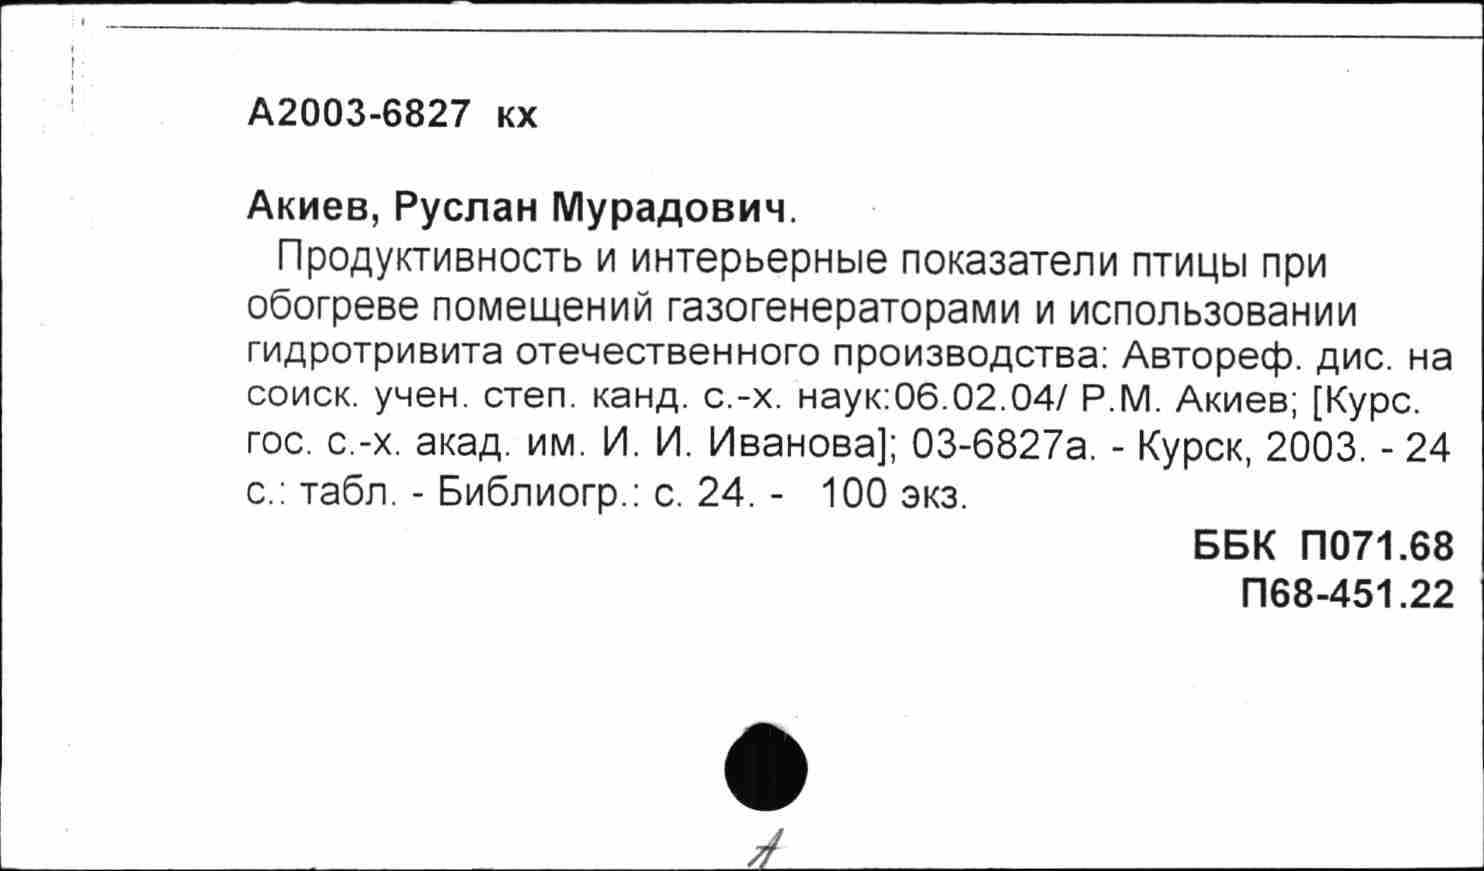 А2003-6827 кх
Акиев, Руслан Мурадович.
Продуктивность и интерьерные показатели птицы при
обогреве помещений газогенераторами и использовании
гидротривита отечественного производства: Автореф. дис. на
соиск. учен. степ. канд. с.-х. наук:06.02.04/ Р.М. Акиев; [Курс.
гос. с.-х. акад. им. И. И. Иванова]; 03-6827а. - Курск, 2003. - 24
с.: табл. - Библиогр.: с. 24. - 100 экз.
ББК П071.68
П68-451.22
А